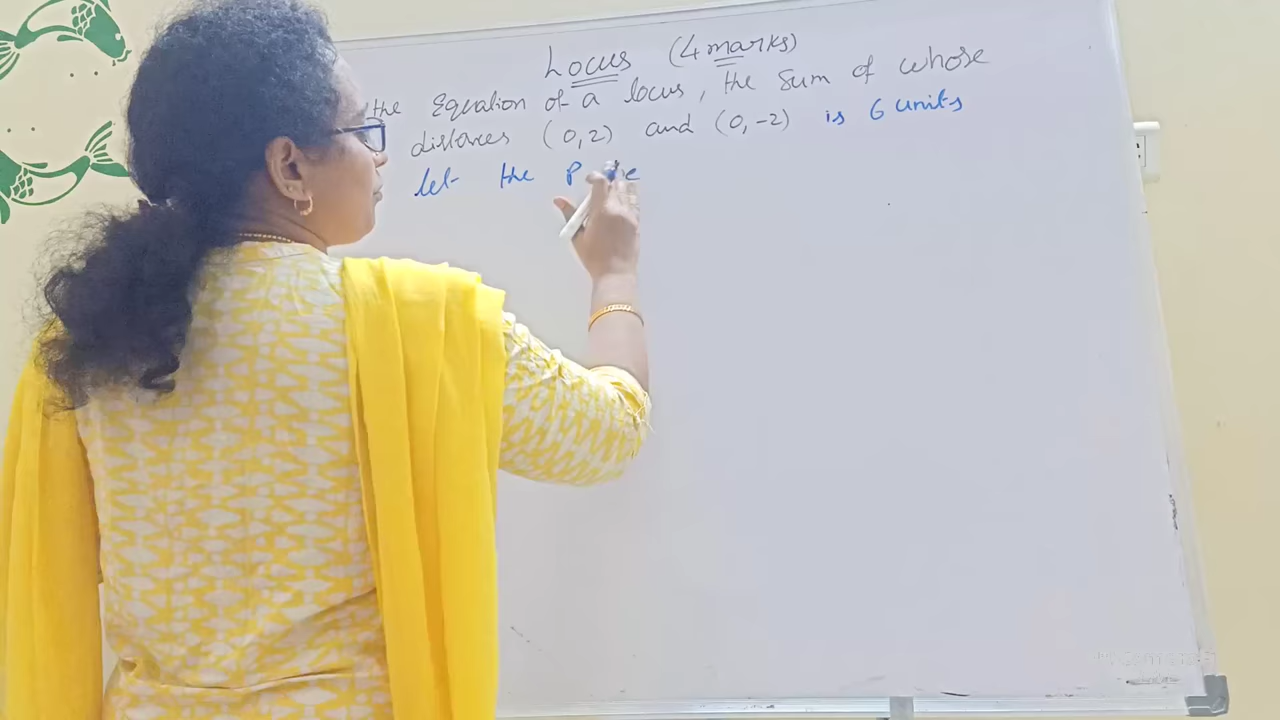 Locus (4 marks)
the Equation of a locus, the sum of whose
distances (0,2) and (0,-2) is 6 units
let the